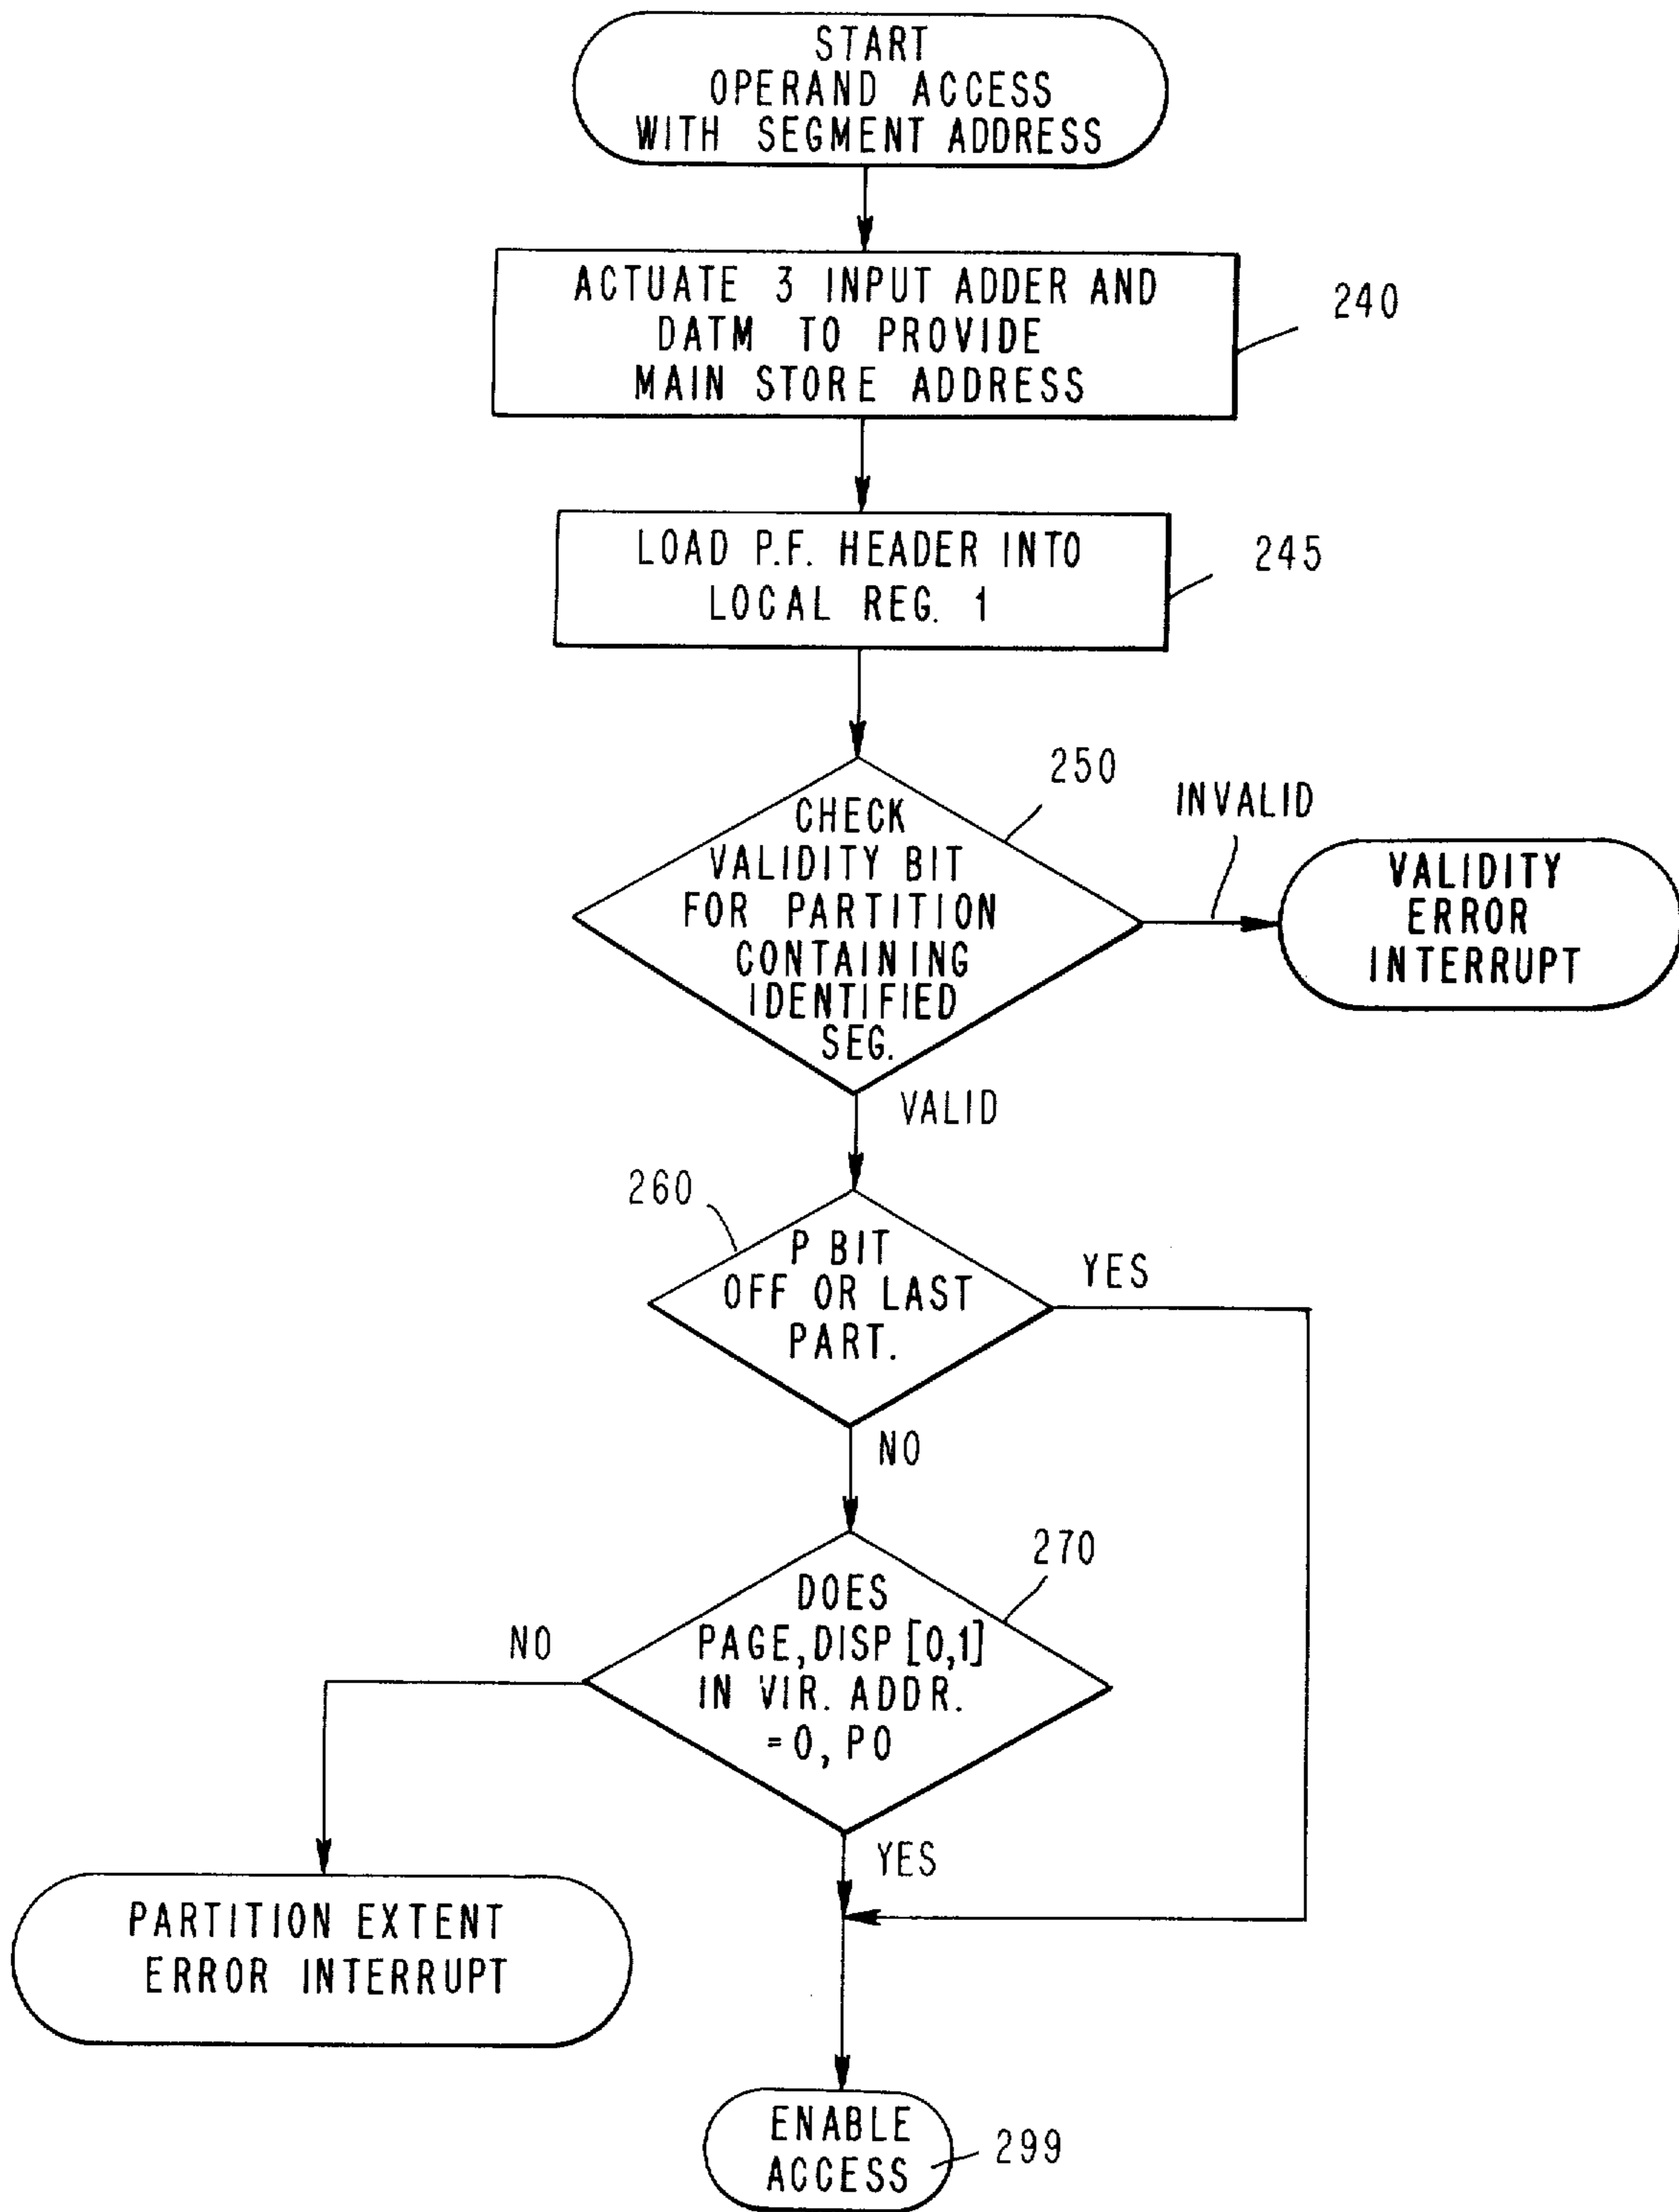 START
OPERAND ACCESS
WITH SEGMENT ADDRESS
ACTUATE 3 INPUT ADDER AND
DATM TO PROVIDE
MAIN STORE ADDRESS
240
LOAD P.F. HEADER INTO
LOCAL REG. 1
245
250
CHECK
VALIDITY BIT
FOR PARTITION
CONTAINING
IDENTIFIED
SEG.
INVALID
VALIDITY
ERROR
INTERRUPT
VALID
260
P BIT
OFF OR LAST
PART.
YES
NO
270
DOES
PAGE, DISP [0,1]
IN VIR. ADDR.
=0, P0
NO
YES
PARTITION EXTENT
ERROR INTERRUPT
ENABLE
ACCESS
299